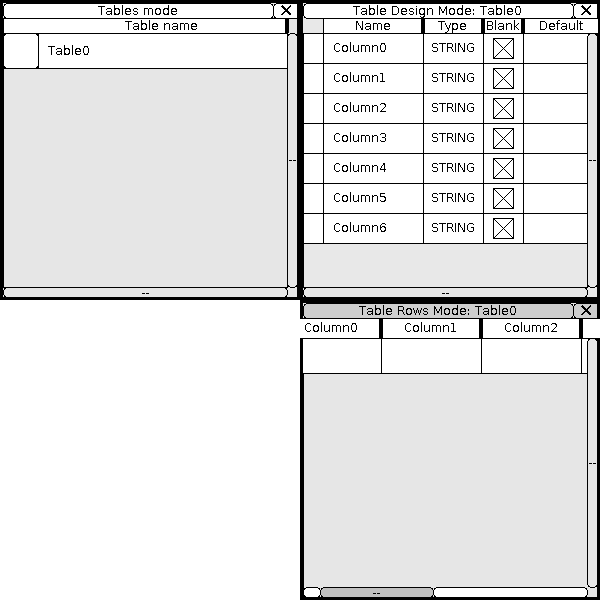 Tables mode
Table name
Table0
--
--
Table Design Mode: Table0
Name Type Blank Default
Column0 STRING
Column1 STRING
Column2 STRING
Column3 STRING
Column4 STRING
Column5 STRING
Column6 STRING
--
--
Table Rows Mode: Table0
Column0 Column1 Column2
--
--